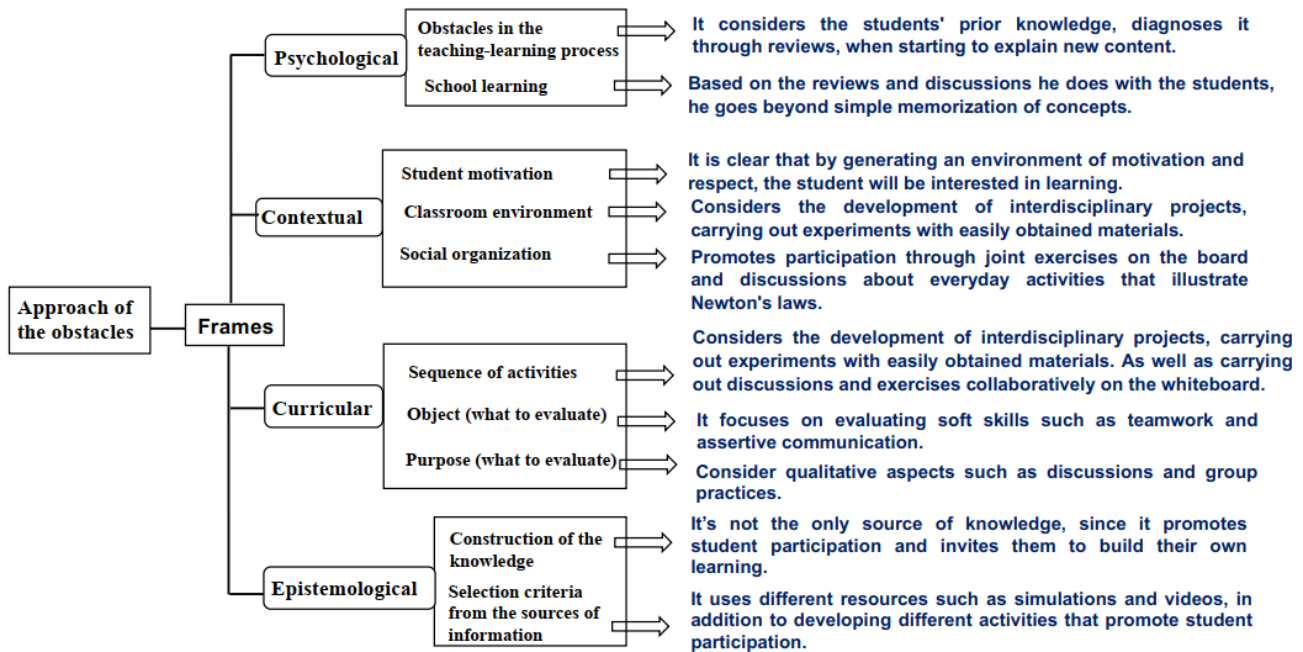 Approach of
the obstacles
Frames
Psychological
Obstacles in the
teaching-learning process
School learning
It considers the students' prior knowledge, diagnoses it
through reviews, when starting to explain new content.
Based on the reviews and discussions he does with the students,
he goes beyond simple memorization of concepts.
Contextual
Student motivation
Classroom environment
Social organization
It is clear that by generating an environment of motivation and
respect, the student will be interested in learning.
Considers the development of interdisciplinary projects,
carrying out experiments with easily obtained materials.
Promotes participation through joint exercises on the board
and discussions about everyday activities that illustrate
Newton's laws.
Curricular
Sequence of activities
Object (what to evaluate)
Purpose (what to evaluate)
Considers the development of interdisciplinary projects, carrying
out experiments with easily obtained materials. As well as carrying
out discussions and exercises collaboratively on the whiteboard.
It focuses on evaluating soft skills such as teamwork and
assertive communication.
Consider qualitative aspects such as discussions and group
practices.
Epistemological
Construction of the
knowledge
Selection criteria
from the sources of
information
It's not the only source of knowledge, since it promotes
student participation and invites them to build their own
learning.
It uses different resources such as simulations and videos, in
addition to developing different activities that promote student
participation.